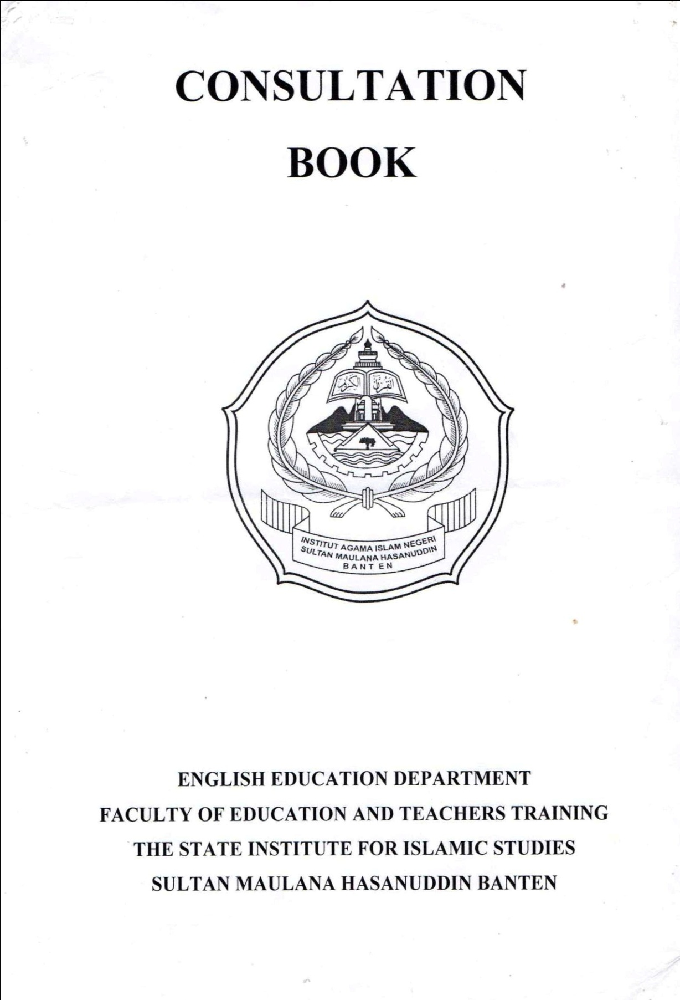 CONSULTATION
BOOK
القرآن الكريم
INSTITUT AGAMA ISLAM NEGERI
SULTAN MAULANA HASANUDDIN
BANTEN
ENGLISH EDUCATION DEPARTMENT
FACULTY OF EDUCATION AND TEACHERS TRAINING
THE STATE INSTITUTE FOR ISLAMIC STUDIES
SULTAN MAULANA HASANUDDIN BANTEN